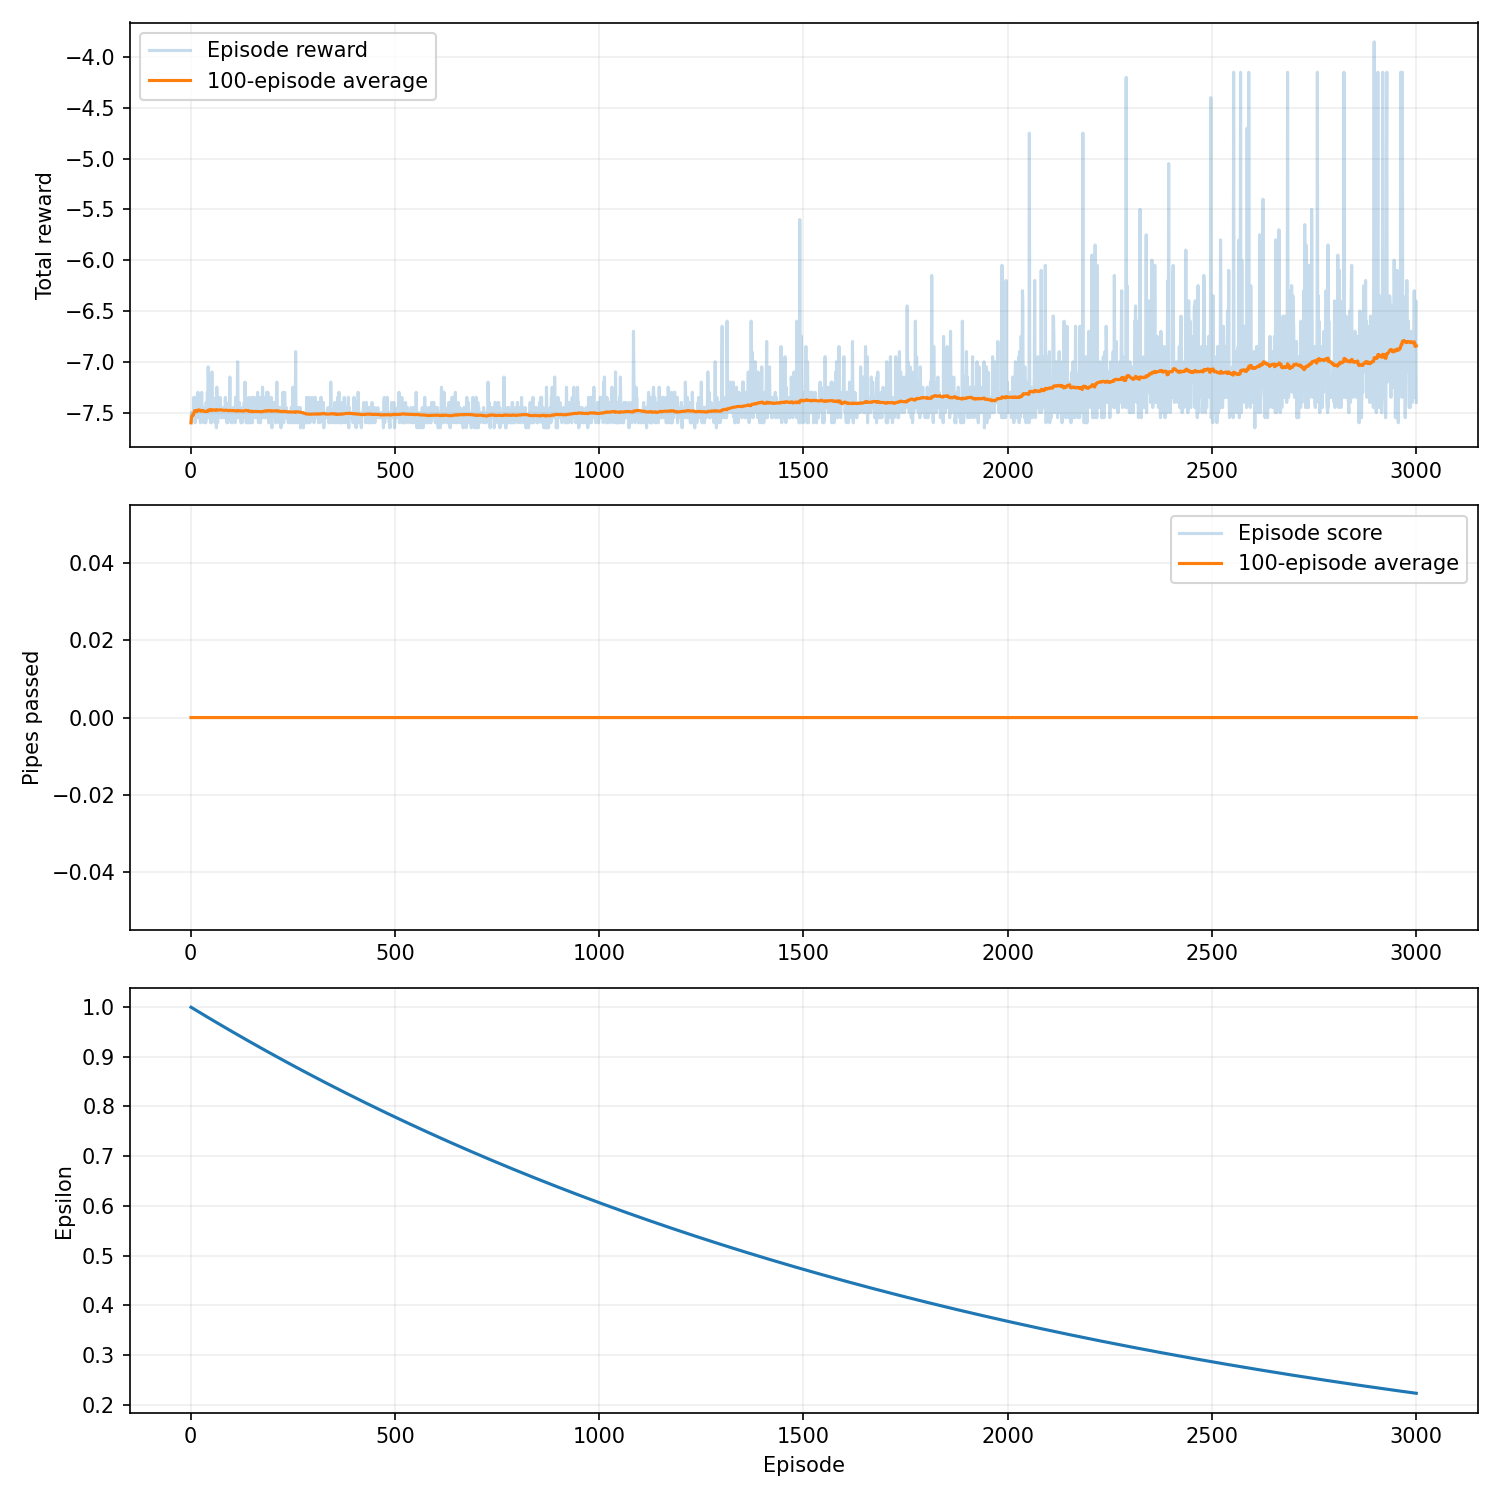 Episode reward
100-episode average
−4.0
−4.5
−5.0
−5.5
−6.0
−6.5
−7.0
−7.5
Total reward
0 500 1000 1500 2000 2500 3000
Episode score
100-episode average
0.04
0.02
0.00
−0.02
−0.04
Pipes passed
0 500 1000 1500 2000 2500 3000
1.0
0.9
0.8
0.7
0.6
0.5
0.4
0.3
0.2
Epsilon
0 500 1000 1500 2000 2500 3000
Episode